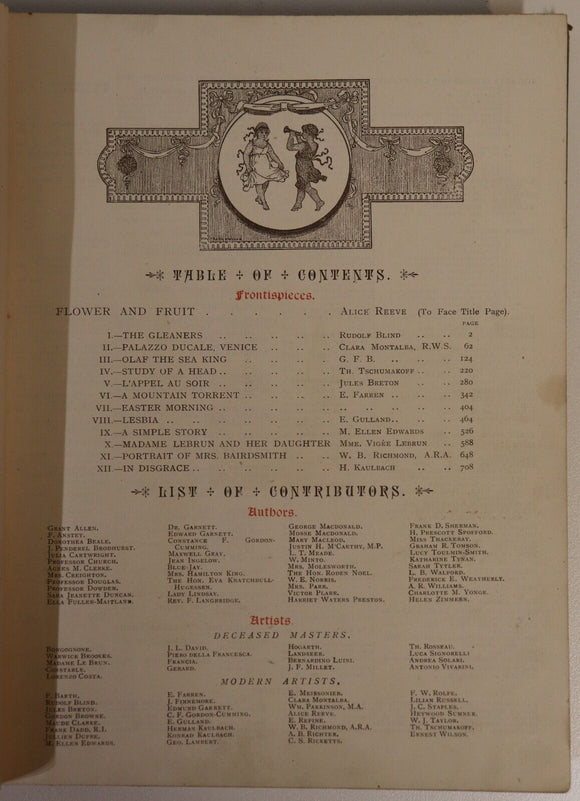 TABLE OF CONTENTS.
Frontispieces.
FLOWER AND FRUIT . . . . . . ALICE REEVE (To Face Title Page).
PAGE
I.—THE GLEANERS .. .. .. .. .. RUDOLF BLIND .. .. 2
II.—PALAZZO DUCALE, VENICE .. .. .. CLARA MONTALBA, R.W.S. 62
III.—OLAF THE SEA KING .. .. .. .. G. F. B. .. .. .. 124
IV.—STUDY OF A HEAD .. .. .. .. .. TH. TSCHUMAKOFF .. .. 220
V.—L'APPEL AU SOIR .. .. .. .. .. JULES BRETON .. .. 280
VI.—A MOUNTAIN TORRENT .. .. .. .. E. FARREN .. .. .. 342
VII.—EASTER MORNING .. .. .. .. .. .. .. .. .. 404
VIII.—LESBIA .. .. .. .. .. .. E. GULLAND .. .. .. 464
IX.—A SIMPLE STORY .. .. .. .. .. M. ELLEN EDWARDS .. .. 526
X.—MADAME LEBRUN AND HER DAUGHTER MME. VIGÉE LEBRUN .. 588
XI.—PORTRAIT OF MRS. BAIRDSMITH .. .. W. B. RICHMOND, A.R.A. 648
XII.—IN DISGRACE .. .. .. .. .. .. H. KAULBACH .. .. 708
LIST OF CONTRIBUTORS.
Authors.
GRANT ALLEN.
F. ANSTEY.
DOROTHEA BEALE.
J. PENDEREL BRODHURST.
JULIA CARTWRIGHT.
PROFESSOR CHURCH.
AGNES M. CLERKE.
MRS. CREIGHTON.
PROFESSOR DOUGLAS.
PROFESSOR DOWDEN.
SARA JEANETTE DUNCAN.
ELLA FULLER-MAITLAND.
DR. GARNETT.
EDWARD GARNETT.
CONSTANCE F. GORDON-
CUMMING.
MAXWELL GRAY.
JEAN INGELOW.
BLUE-JAY.
MRS. HAMILTON KING.
THE HON. EVA KNATCHBULL-
HUGESSEN.
LADY LINDSAY.
REV. F. LANGBRIDGE.
GEORGE MACDONALD.
MOSSE MACDONALD.
MARY MACLEOD.
JUSTIN H. M'CARTHY, M.P.
L. T. MEADE.
W. MINTO.
MRS. MOLESWORTH.
THE HON. RODEN NOEL.
W. E. NORRIS.
MRS. PARR.
VICTOR PLARR.
HARRIET WATERS PRESTON.
FRANK D. SHERMAN.
H. PRESCOTT SPOFFORD.
MISS THACKERAY.
GRAHAM R. TOMSON.
LUCY TOULMIN-SMITH.
KATHARINE TYNAN.
SARAH TYTLER.
L. B. WALFORD.
FREDERICK E. WEATHERLY.
A. R. WILLIAMS.
CHARLOTTE M. YONGE.
HELEN ZIMMERN.
Artists.
DECEASED MASTERS.
BORGOGNONE.
WARWICK BROOKES.
MADAME LE BRUN.
CONSTABLE.
LORENZO COSTA.
J. L. DAVID.
PIERO DELLA FRANCESCA.
FRANCIA.
GERARD.
HOGARTH.
LANDSEER.
BERNARDINO LUINI.
J. F. MILLET.
TH. ROSSEAU.
LUCA SIGNORELLI
ANDREA SOLARI.
ANTONIO VIVARINI.
MODERN ARTISTS.
F. BARTH.
RUDOLF BLIND.
JULES BRETON.
GORDON BROWNE.
MAUDE CLARKE.
FRANK DADD, R.I.
JULLIEN DUPRÉ.
M. ELLEN EDWARDS.
E. FARREN.
J. FINNEMORE.
EDMUND GARRETT.
C. F. GORDON-CUMMING.
E. GULLAND.
HERMAN KAULBACH.
KONRAD KAULBACH.
GEO. LAMBERT.
E. MEISSONIER.
CLARA MONTALBA.
WM. PARKINSON, M.A.
ALICE REEVE.
E. REPINE.
W. B. RICHMOND, A.R.A.
A. B. RICHTER.
C. S. RICKETTS.
F. W. ROLFE.
LILIAN RUSSELL.
J. C. STAPLES.
HEYWOOD SUMNER.
W. J. TAYLOR.
TH. TSCHUMAKOFF.
ERNEST WILSON.